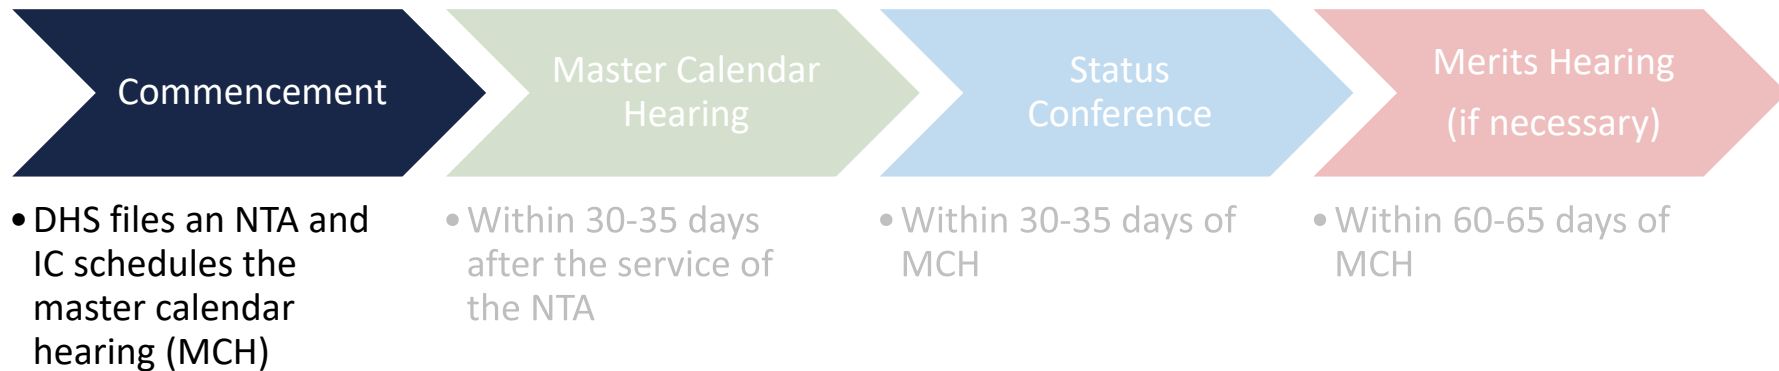 Commencement
Master Calendar
Hearing
Status
Conference
Merits Hearing
(if necessary)
•DHS files an NTA and
IC schedules the
master calendar
hearing (MCH)
•Within 30-35 days
after the service of
the NTA
•Within 30-35 days of
MCH
•Within 60-65 days of
MCH